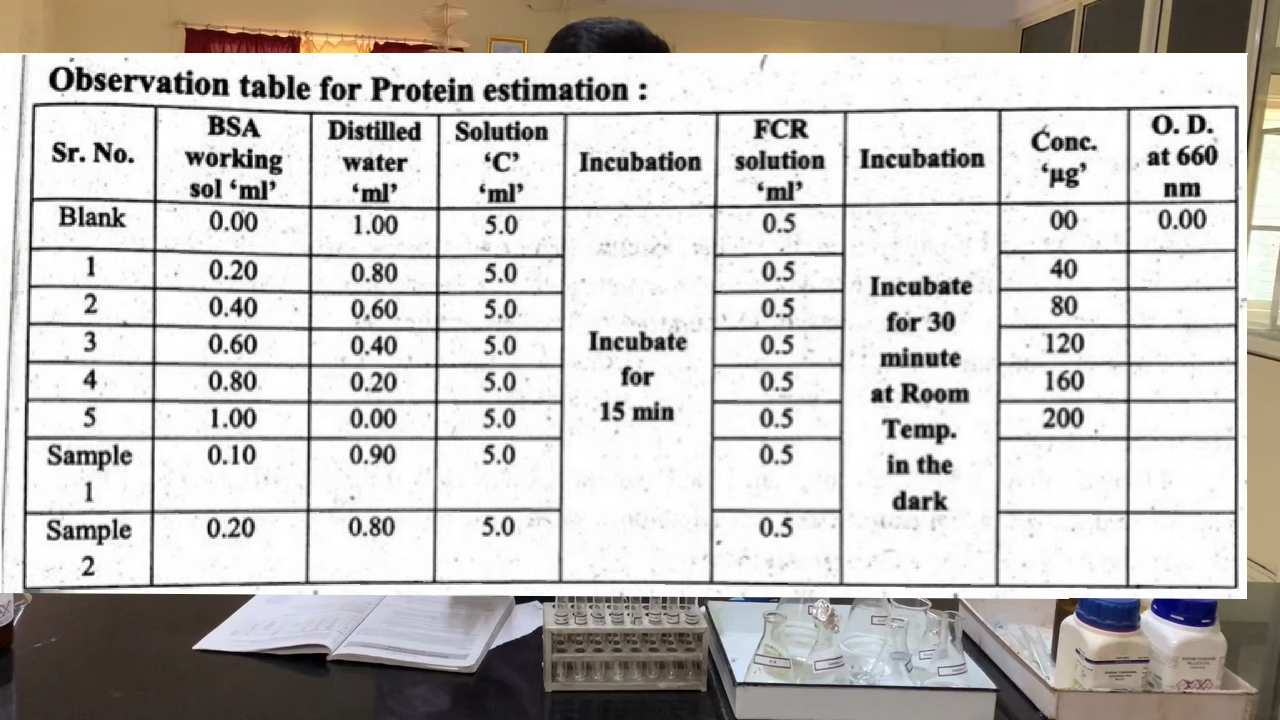 Observation table for Protein estimation :
Sr. No. BSA working sol ‘ml’ Distilled water ‘ml’ Solution ‘C’ ‘ml’ Incubation FCR solution ‘ml’ Incubation Conc. ‘µg’ O. D. at 660 nm
Blank 0.00 1.00 5.0 Incubate for 15 min 0.5 Incubate for 30 minute at Room Temp. in the dark 00 0.00
1 0.20 0.80 5.0 0.5 40
2 0.40 0.60 5.0 0.5 80
3 0.60 0.40 5.0 0.5 120
4 0.80 0.20 5.0 0.5 160
5 1.00 0.00 5.0 0.5 200
Sample 1 0.10 0.90 5.0 0.5
Sample 2 0.20 0.80 5.0 0.5